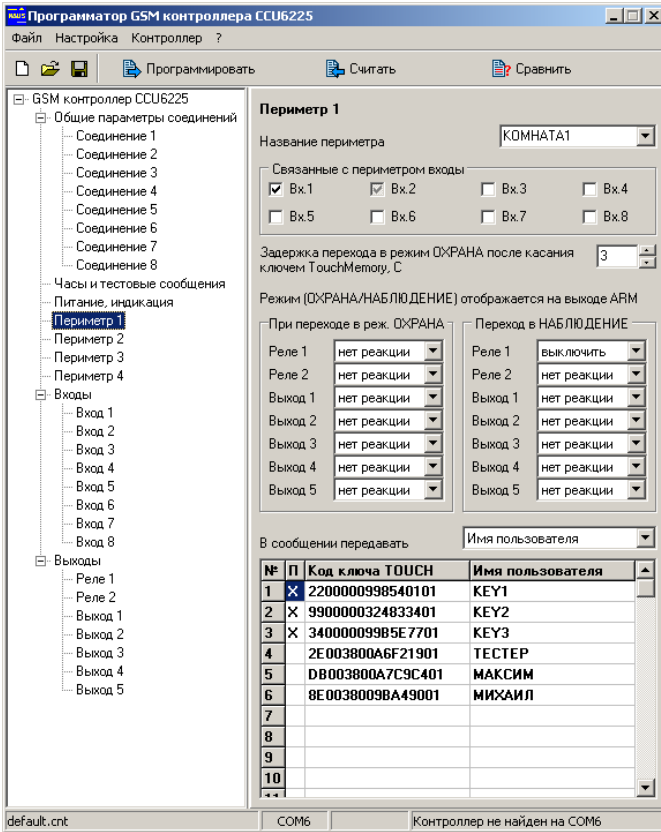 Программатор GSM контроллера CCU6225
Файл Настройка Контроллер ?
Программировать Считать Сравнить
GSM контроллер CCU6225
Общие параметры соединений
Соединение 1
Соединение 2
Соединение 3
Соединение 4
Соединение 5
Соединение 6
Соединение 7
Соединение 8
Часы и тестовые сообщения
Питание, индикация
Периметр 1
Периметр 2
Периметр 3
Периметр 4
Входы
Вход 1
Вход 2
Вход 3
Вход 4
Вход 5
Вход 6
Вход 7
Вход 8
Выходы
Реле 1
Реле 2
Выход 1
Выход 2
Выход 3
Выход 4
Выход 5
Периметр 1
Название периметра КОМНАТА1
Связанные с периметром входы
Вх.1 Вх.2 Вх.3 Вх.4
Вх.5 Вх.6 Вх.7 Вх.8
Задержка перехода в режим ОХРАНА после касания
ключем TouchMemory, С 3
Режим (ОХРАНА/НАБЛЮДЕНИЕ) отображается на выходе ARM
При переходе в реж. ОХРАНА
Реле 1 нет реакции
Реле 2 нет реакции
Выход 1 нет реакции
Выход 2 нет реакции
Выход 3 нет реакции
Выход 4 нет реакции
Выход 5 нет реакции
Переход в НАБЛЮДЕНИЕ
Реле 1 выключить
Реле 2 нет реакции
Выход 1 нет реакции
Выход 2 нет реакции
Выход 3 нет реакции
Выход 4 нет реакции
Выход 5 нет реакции
В сообщении передавать Имя пользователя
№ П Код ключа TOUCH Имя пользователя
1 X 2200000998540101 KEY1
2 X 9900000324833401 KEY2
3 X 340000099B5E7701 KEY3
4 2E003800A6F21901 ТЕСТЕР
5 DB003800A7C9C401 МАКСИМ
6 8E0038009BA49001 МИХАИЛ
7
8
9
10
default.cnt COM6 Контроллер не найден на COM6